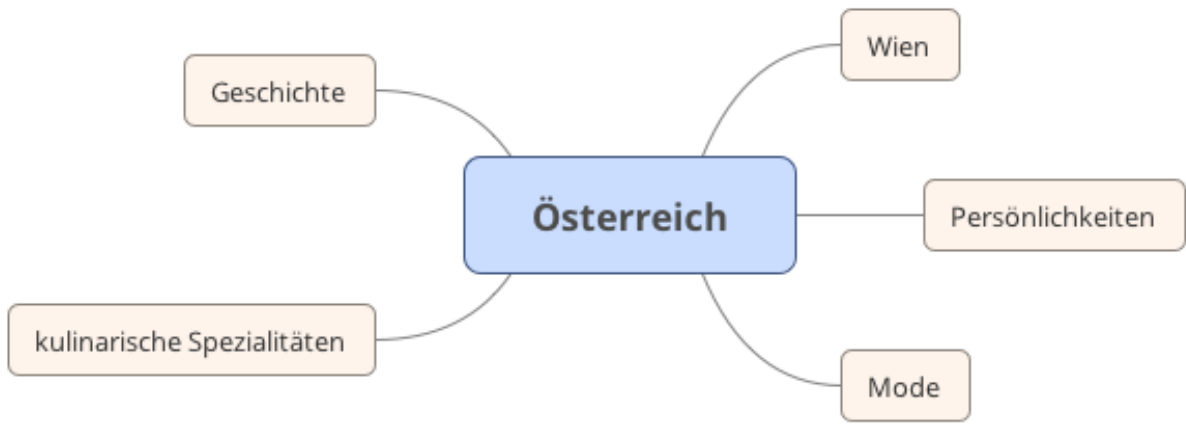 Wien
Geschichte
Österreich
Persönlichkeiten
kulinarische Spezialitäten
Mode